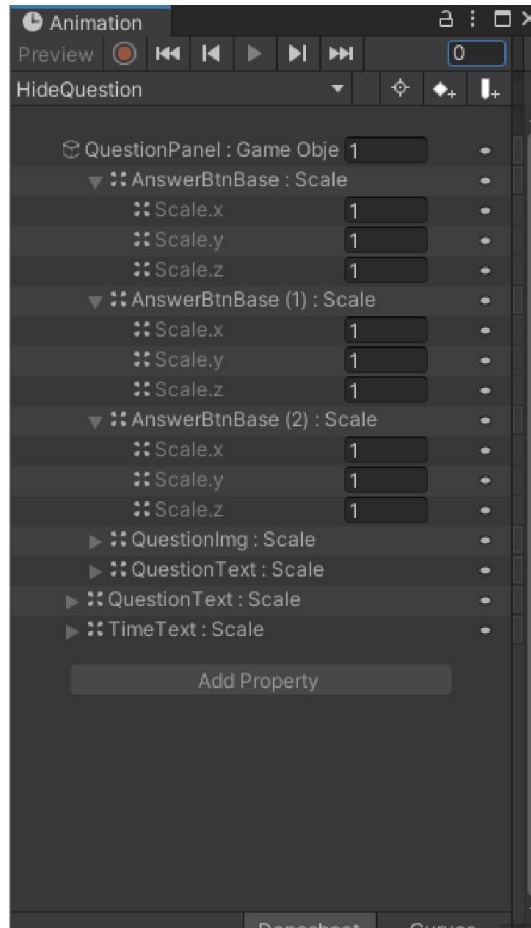 Animation
Preview 0
HideQuestion
QuestionPanel : Game Obje 1
AnswerBtnBase : Scale
Scale.x 1
Scale.y 1
Scale.z 1
AnswerBtnBase (1) : Scale
Scale.x 1
Scale.y 1
Scale.z 1
AnswerBtnBase (2) : Scale
Scale.x 1
Scale.y 1
Scale.z 1
QuestionImg : Scale
QuestionText : Scale
QuestionText : Scale
TimeText : Scale
Add Property
Dopesheet Curves